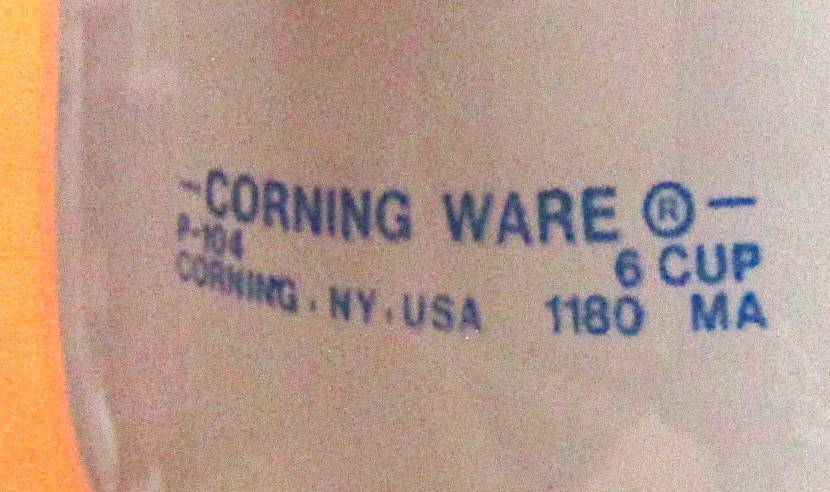 -CORNING WARE ®-
P-104
6 CUP
CORNING. NY. USA 1180 MA